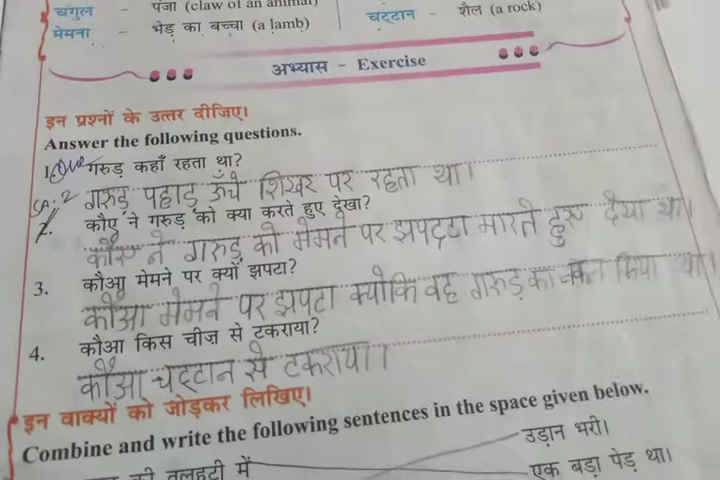 चंगुल - पंजा (claw of an animal)
मेमना - भेड़ का बच्चा (a lamb)
चट्टान - शैल (a rock)
अभ्यास - Exercise
इन प्रश्नों के उत्तर दीजिए।
Answer the following questions.
1. Que गरुड़ कहाँ रहता था?
गरुड़ पहाड़ ऊँचे शिखर पर रहता था।
2. कौए ने गरुड़ को क्या करते हुए देखा?
कौए ने गरुड़ को मेमने पर झपट्टा मारते हुए देया था।
3. कौआ मेमने पर क्यों झपटा?
कौआ मेमने पर झपटा क्योकि वह गरुड़ का नकल किया था।
4. कौआ किस चीज से टकराया?
कौआ चट्टान से टकराया।
इन वाक्यों को जोड़कर लिखिए।
Combine and write the following sentences in the space given below.
की तलहटी में
उड़ान भरी।
एक बड़ा पेड़ था।